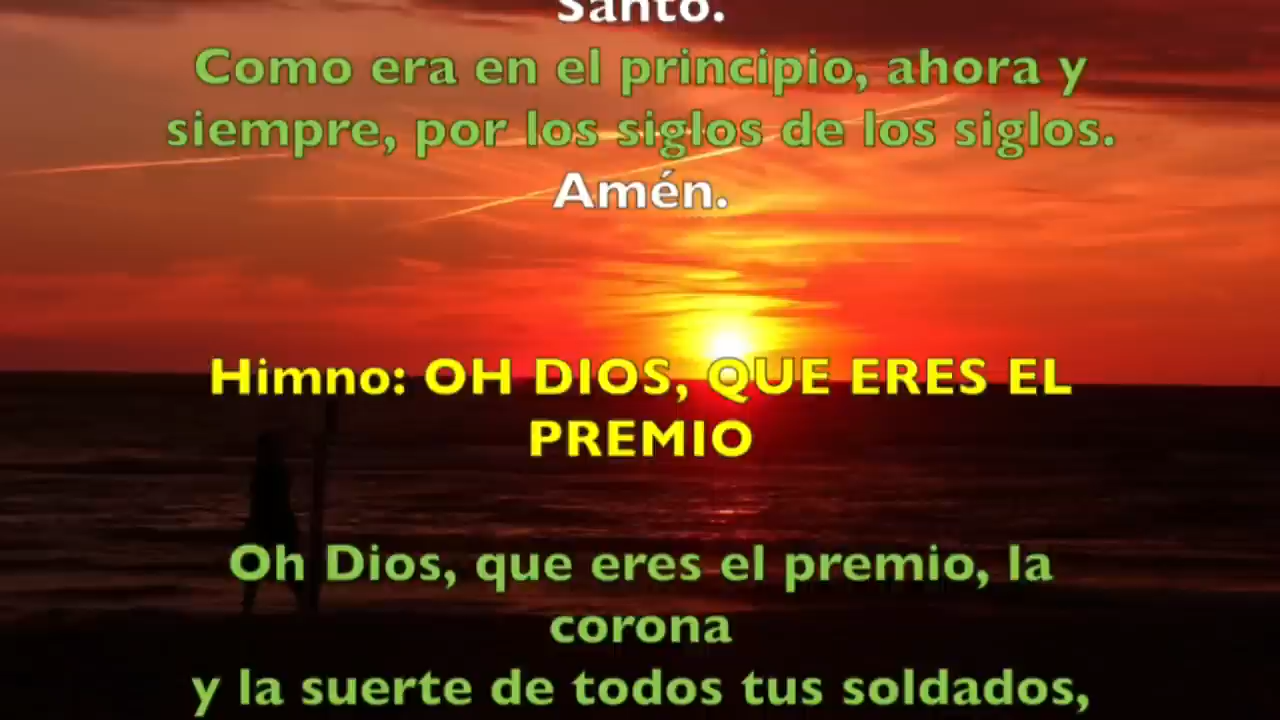 Santo.
Como era en el principio, ahora y
siempre, por los siglos de los siglos.
Amén.
Himno: OH DIOS, QUE ERES EL
PREMIO
Oh Dios, que eres el premio, la
corona
y la suerte de todos tus soldados,